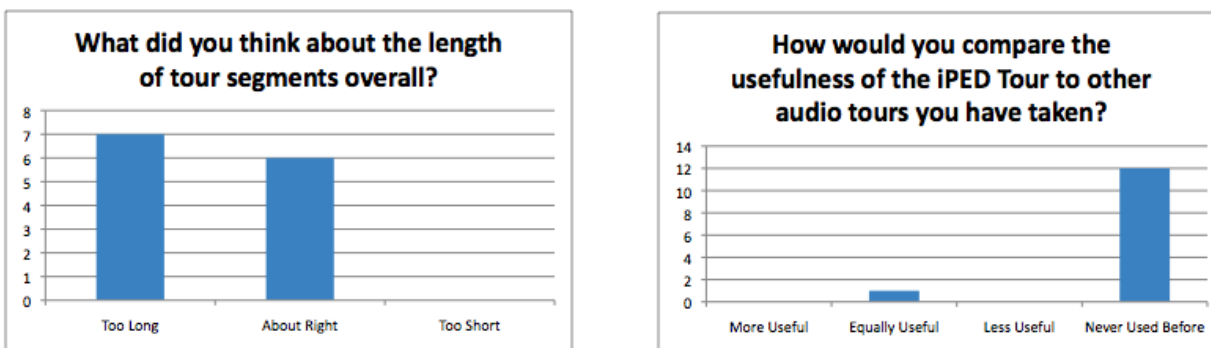 What did you think about the length
of tour segments overall?
8
7
6
5
4
3
2
1
0
Too Long About Right Too Short
How would you compare the
usefulness of the iPED Tour to other
audio tours you have taken?
14
12
10
8
6
4
2
0
More Useful Equally Useful Less Useful Never Used Before